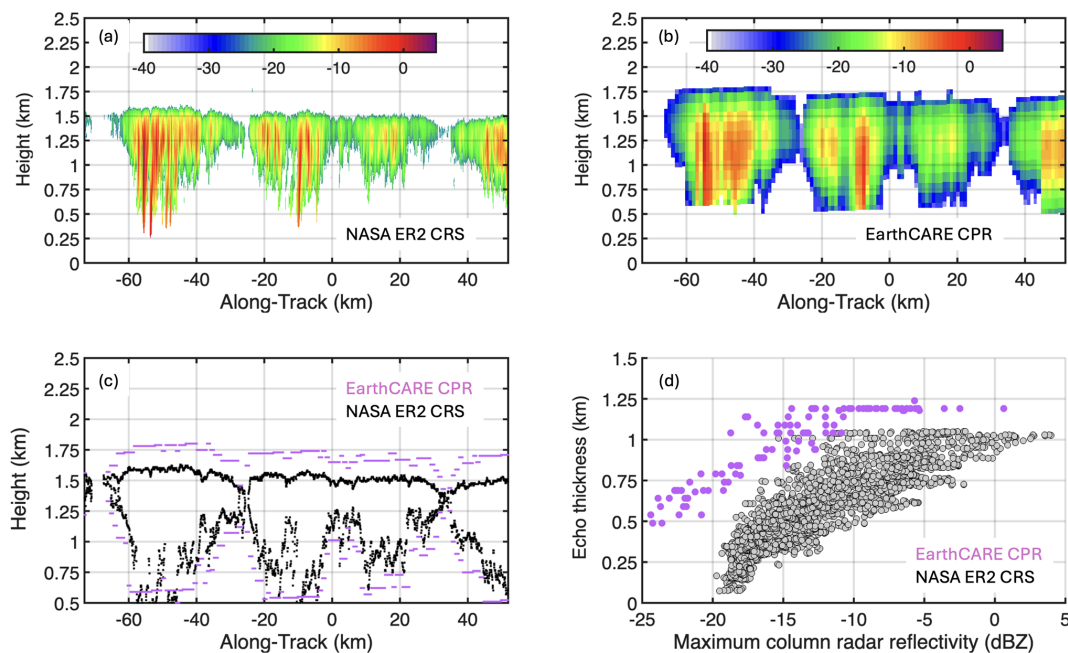 (a)
-40 -30 -20 -10 0
2.5
2.25
2
1.75
1.5
1.25
1
0.75
0.5
0.25
0
Height (km)
NASA ER2 CRS
-60 -40 -20 0 20 40
Along-Track (km)
(b)
-40 -30 -20 -10 0
2.5
2.25
2
1.75
1.5
1.25
1
0.75
0.5
0.25
0
Height (km)
EarthCARE CPR
-60 -40 -20 0 20 40
Along-Track (km)
(c)
EarthCARE CPR
NASA ER2 CRS
2.5
2.25
2
1.75
1.5
1.25
1
0.75
0.5
Height (km)
-60 -40 -20 0 20 40
Along-Track (km)
(d)
1.5
1.25
1
0.75
0.5
0.25
0
Echo thickness (km)
EarthCARE CPR
NASA ER2 CRS
-25 -20 -15 -10 -5 0 5
Maximum column radar reflectivity (dBZ)